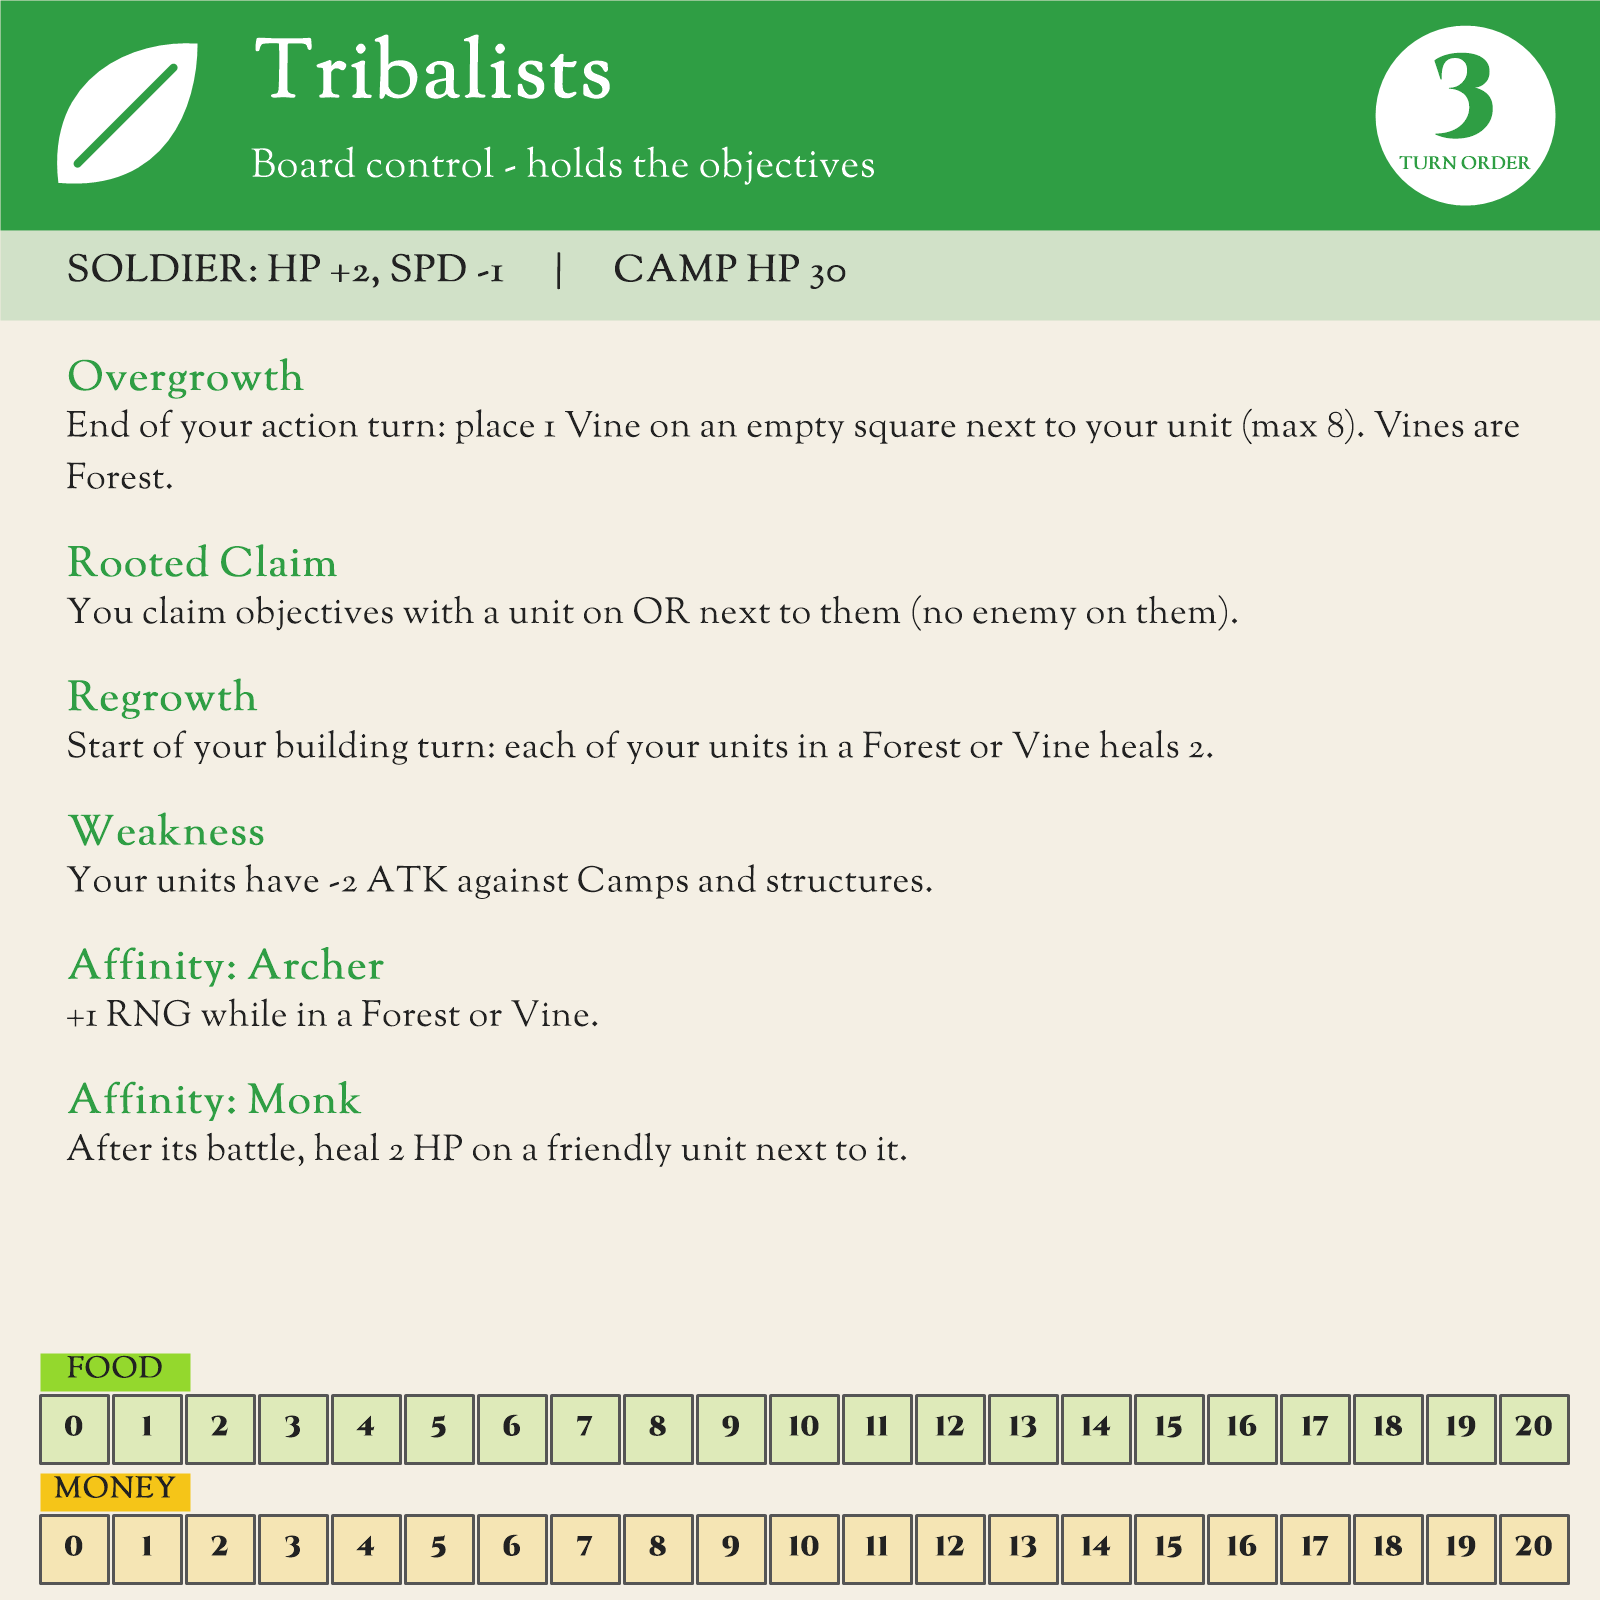 Tribalists
Board control - holds the objectives
3
TURN ORDER
SOLDIER: HP +2, SPD -1 | CAMP HP 30
Overgrowth
End of your action turn: place 1 Vine on an empty square next to your unit (max 8). Vines are
Forest.
Rooted Claim
You claim objectives with a unit on OR next to them (no enemy on them).
Regrowth
Start of your building turn: each of your units in a Forest or Vine heals 2.
Weakness
Your units have -2 ATK against Camps and structures.
Affinity: Archer
+1 RNG while in a Forest or Vine.
Affinity: Monk
After its battle, heal 2 HP on a friendly unit next to it.
FOOD
0 1 2 3 4 5 6 7 8 9 10 11 12 13 14 15 16 17 18 19 20
MONEY
0 1 2 3 4 5 6 7 8 9 10 11 12 13 14 15 16 17 18 19 20